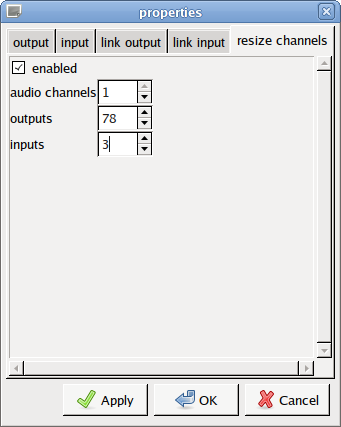 properties
output input link output link input resize channels
enabled
audio channels 1
outputs 78
inputs 3
Apply OK Cancel